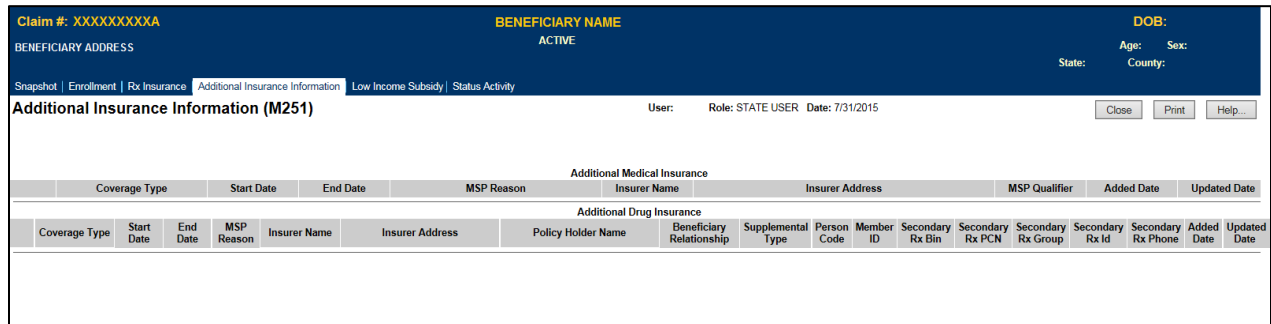 Claim #: XXXXXXXXXA BENEFICIARY NAME DOB:
BENEFICIARY ADDRESS ACTIVE Age: Sex:
State: County:
Snapshot | Enrollment | Rx Insurance | Additional Insurance Information | Low Income Subsidy | Status Activity
Additional Insurance Information (M251) User: Role: STATE USER Date: 7/31/2015 Close Print Help...
Additional Medical Insurance
Coverage Type Start Date End Date MSP Reason Insurer Name Insurer Address MSP Qualifier Added Date Updated Date
Additional Drug Insurance
Coverage Type Start Date End Date MSP Reason Insurer Name Insurer Address Policy Holder Name Beneficiary Relationship Supplemental Type Person Code Member ID Secondary Rx Bin Secondary Rx PCN Secondary Rx Group Secondary Rx Id Secondary Rx Phone Added Date Updated Date